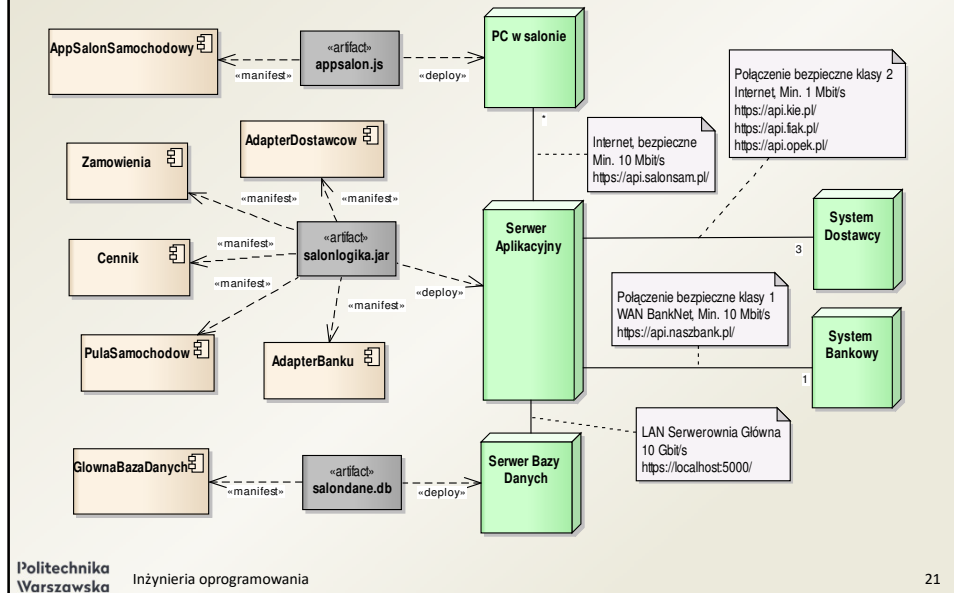 AppSalonSamochodowy
«manifest»
«artifact»
appsalon.js
«deploy»
PC w salonie
*
Internet, bezpieczne
Min. 10 Mbit/s
https://api.salonsam.pl/
Połączenie bezpieczne klasy 2
Internet, Min. 1 Mbit/s
https://api.kie.pl/
https://api.fiak.pl/
https://api.opek.pl/
Zamowienia
AdapterDostawcow
«manifest»
«manifest»
Cennik
«manifest»
«artifact»
salonlogika.jar
«manifest»
«manifest»
«deploy»
PulaSamochodow
AdapterBanku
Serwer
Aplikacyjny
System
Dostawcy
3
Połączenie bezpieczne klasy 1
WAN BankNet, Min. 10 Mbit/s
https://api.naszbank.pl/
System
Bankowy
1
LAN Serwerownia Główna
10 Gbit/s
https://localhost:5000/
GlownaBazaDanych
«manifest»
«artifact»
salondane.db
«deploy»
Serwer Bazy
Danych
Politechnika
Warszawska
Inżynieria oprogramowania
21